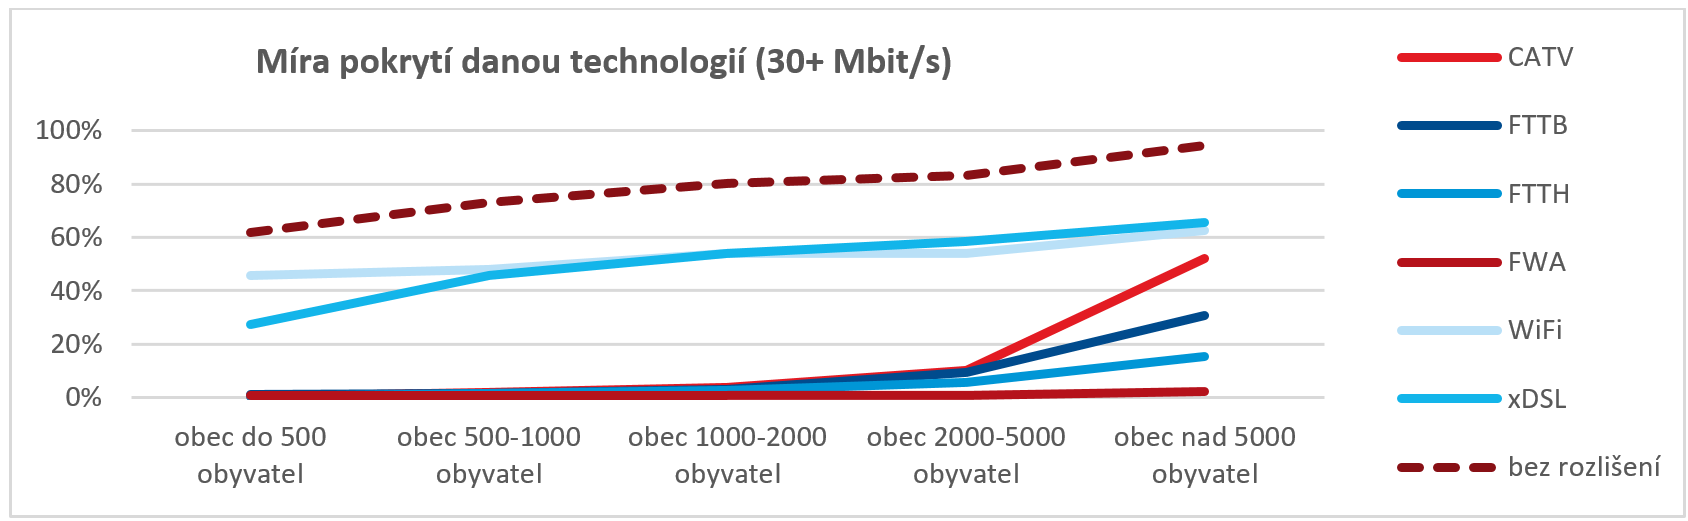 Míra pokrytí danou technologií (30+ Mbit/s)
100%
80%
60%
40%
20%
0%
obec do 500
obyvatel
obec 500-1000
obyvatel
obec 1000-2000
obyvatel
obec 2000-5000
obyvatel
obec nad 5000
obyvatel
CATV
FTTB
FTTH
FWA
WiFi
xDSL
bez rozlišení